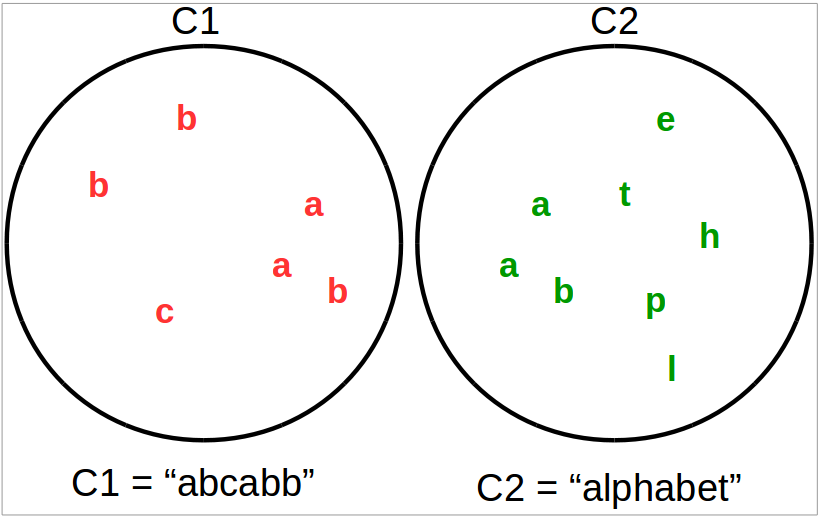 C1 C2
b e
b t
a a h
a a
b b p
c l
C1 = “abcabb” C2 = “alphabet”